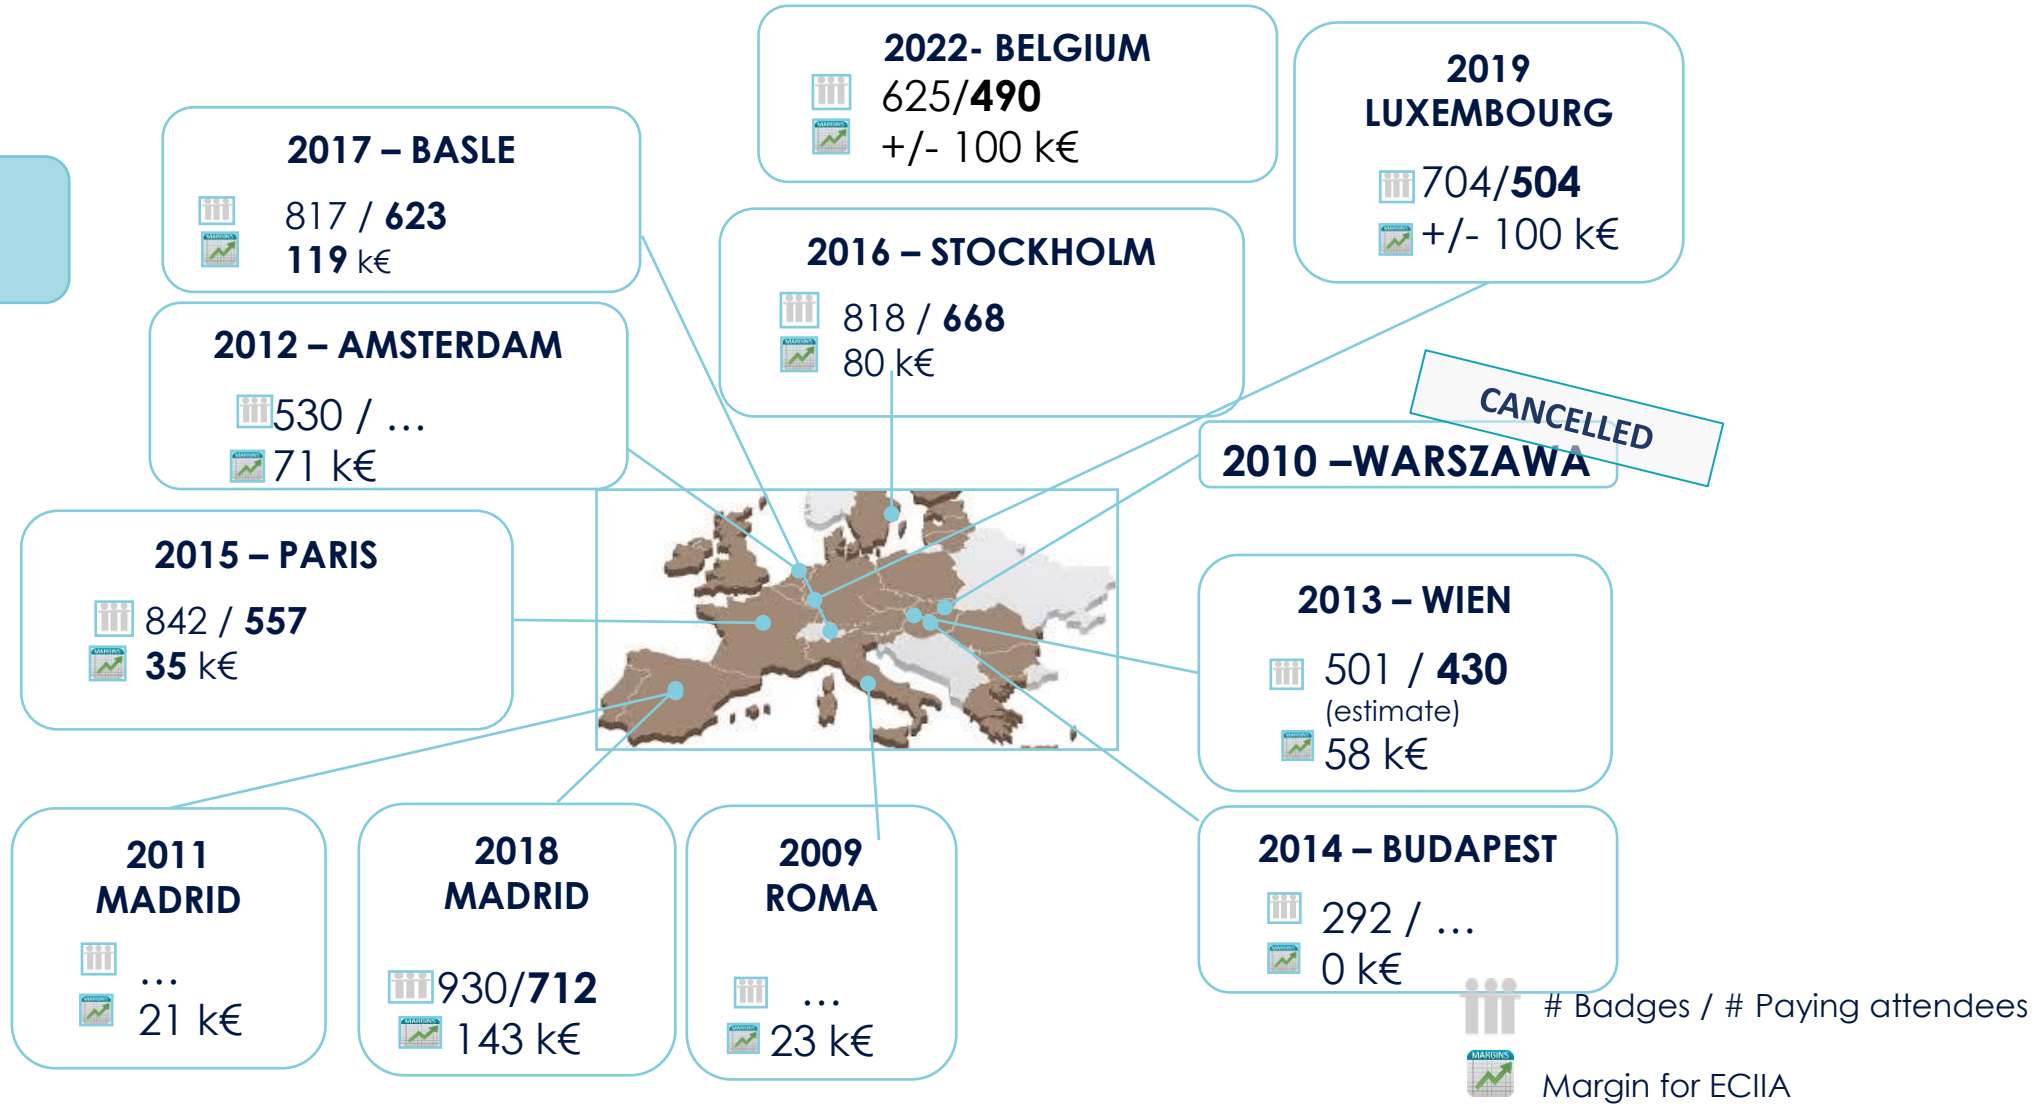 2022- BELGIUM
625/490
+/- 100 k€
2019
LUXEMBOURG
704/504
+/- 100 k€
2017 – BASLE
817 / 623
119 k€
2016 – STOCKHOLM
818 / 668
80 k€
2012 – AMSTERDAM
530 / …
71 k€
CANCELLED
2010 –WARSZAWA
2015 – PARIS
842 / 557
35 k€
2013 – WIEN
501 / 430
(estimate)
58 k€
2011
MADRID
…
21 k€
2018
MADRID
930/712
143 k€
2009
ROMA
…
23 k€
2014 – BUDAPEST
292 / …
0 k€
# Badges / # Paying attendees
MARGINS
Margin for ECIIA